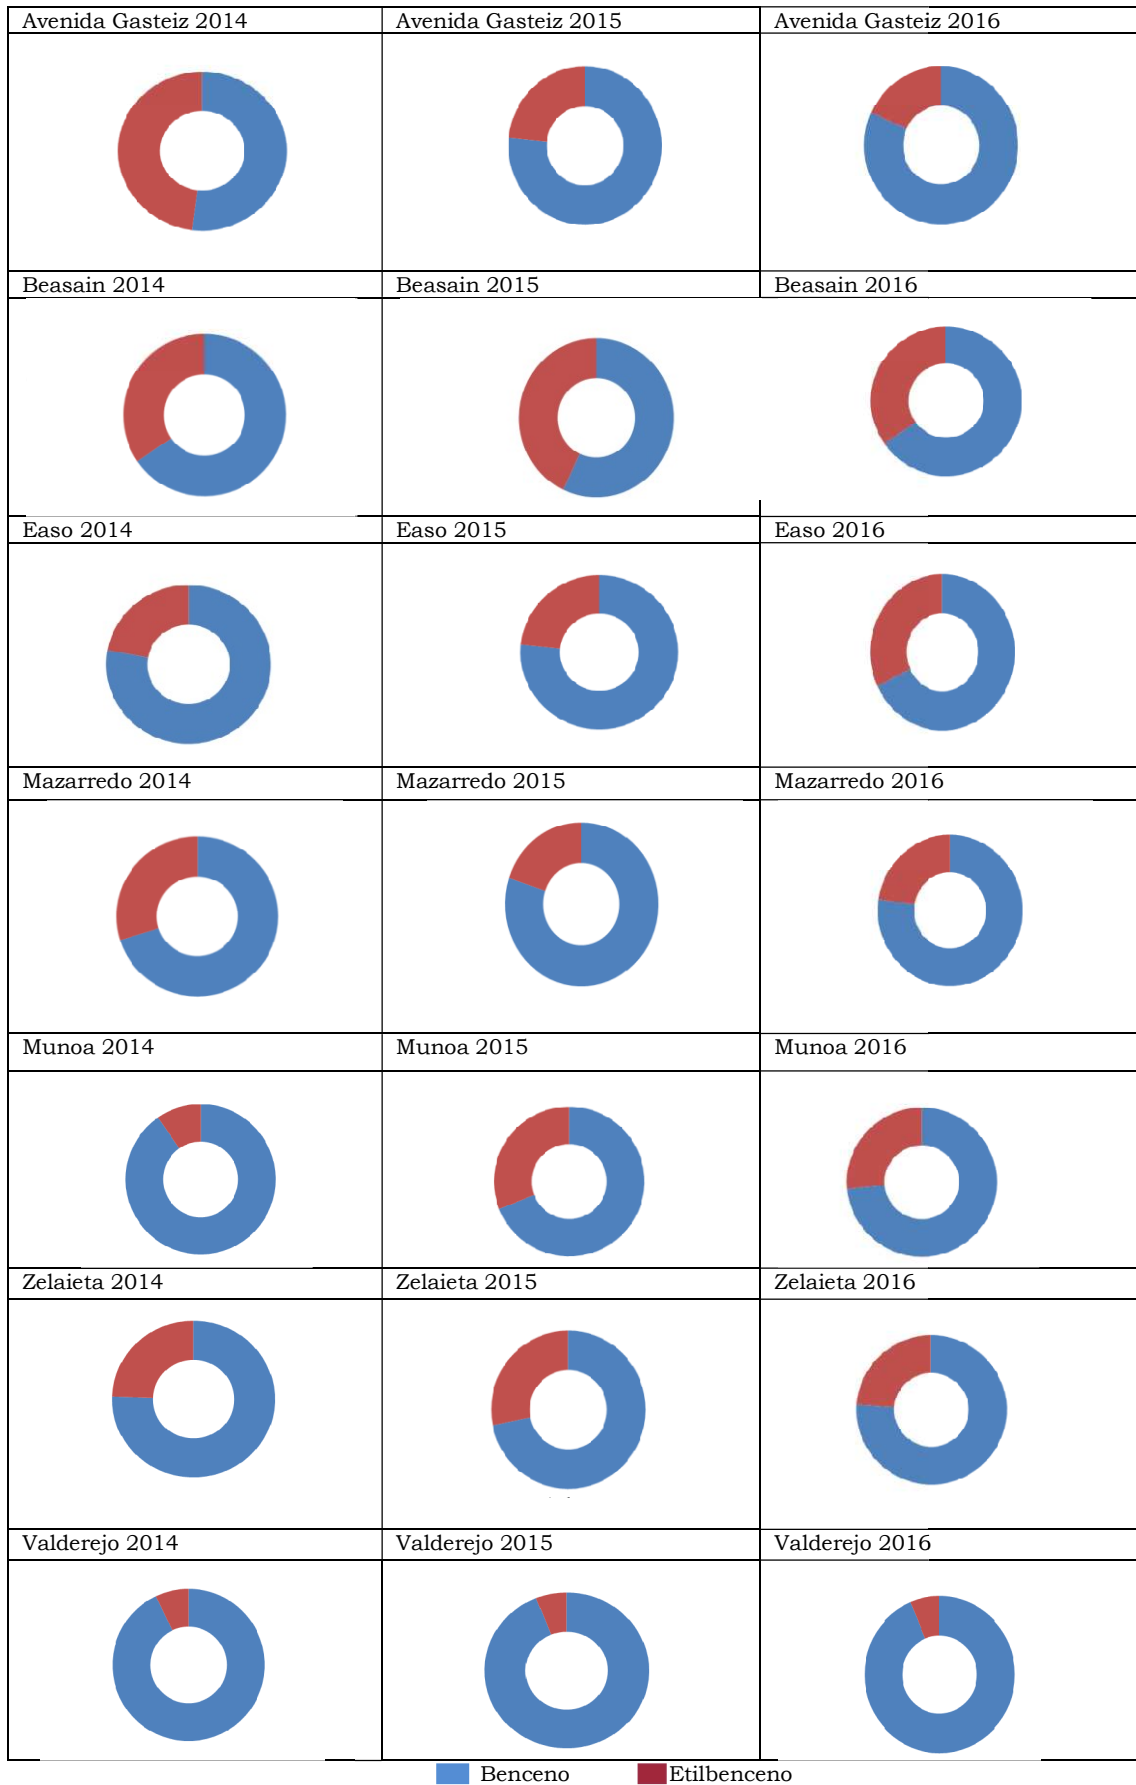 Avenida Gasteiz 2014
Avenida Gasteiz 2015
Avenida Gasteiz 2016
Beasain 2014
Beasain 2015
Beasain 2016
Easo 2014
Easo 2015
Easo 2016
Mazarredo 2014
Mazarredo 2015
Mazarredo 2016
Munoa 2014
Munoa 2015
Munoa 2016
Zelaieta 2014
Zelaieta 2015
Zelaieta 2016
Valderejo 2014
Valderejo 2015
Valderejo 2016
Benceno
Etilbenceno